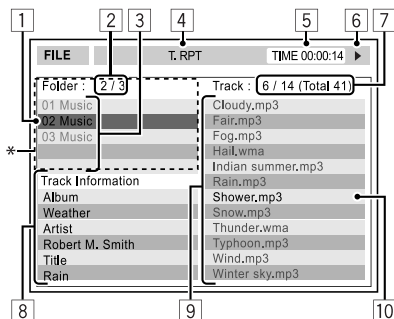 1 2 3 4 5 6 7
FILE T. RPT TIME 00:00:14
Folder : 2 / 3 Track : 6 / 14 (Total 41)
01 Music
02 Music
03 Music
*
Cloudy.mp3
Fair.mp3
Fog.mp3
Hail.wma
Indian summer.mp3
Rain.mp3
Shower.mp3
Snow.mp3
Thunder.wma
Typhoon.mp3
Wind.mp3
Winter sky.mp3
Track Information
Album
Weather
Artist
Robert M. Smith
Title
Rain
8 9 10